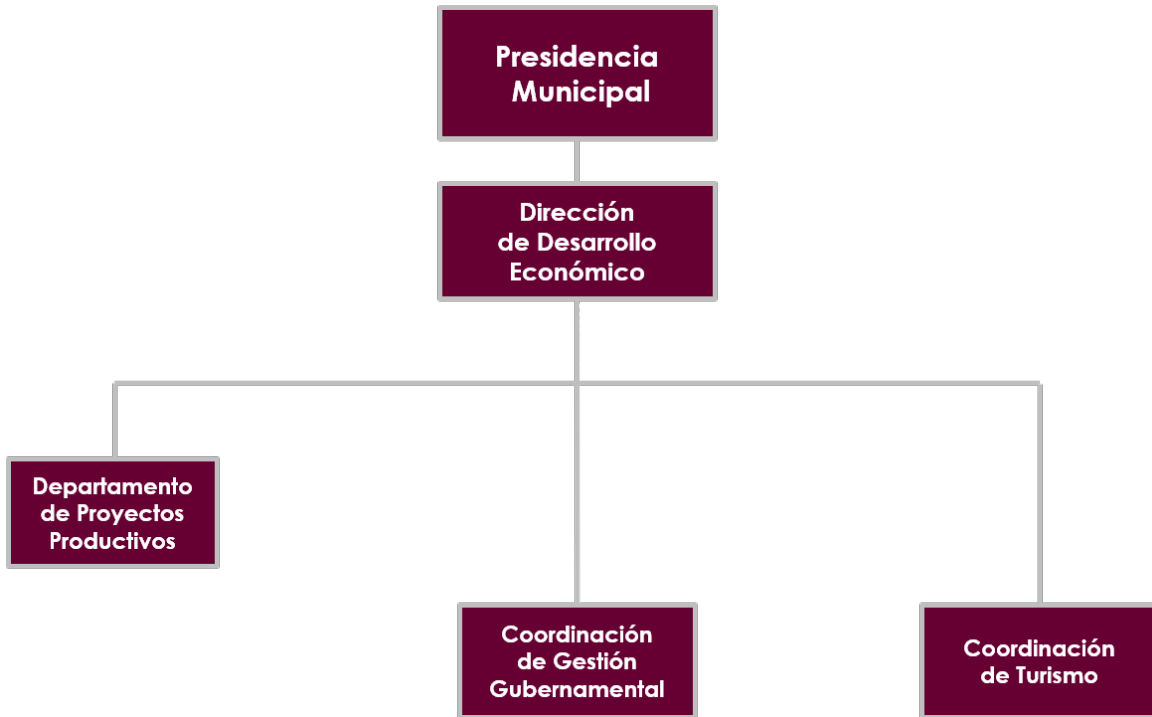 Presidencia
Municipal
Dirección
de Desarrollo
Económico
Departamento
de Proyectos
Productivos
Coordinación
de Gestión
Gubernamental
Coordinación
de Turismo